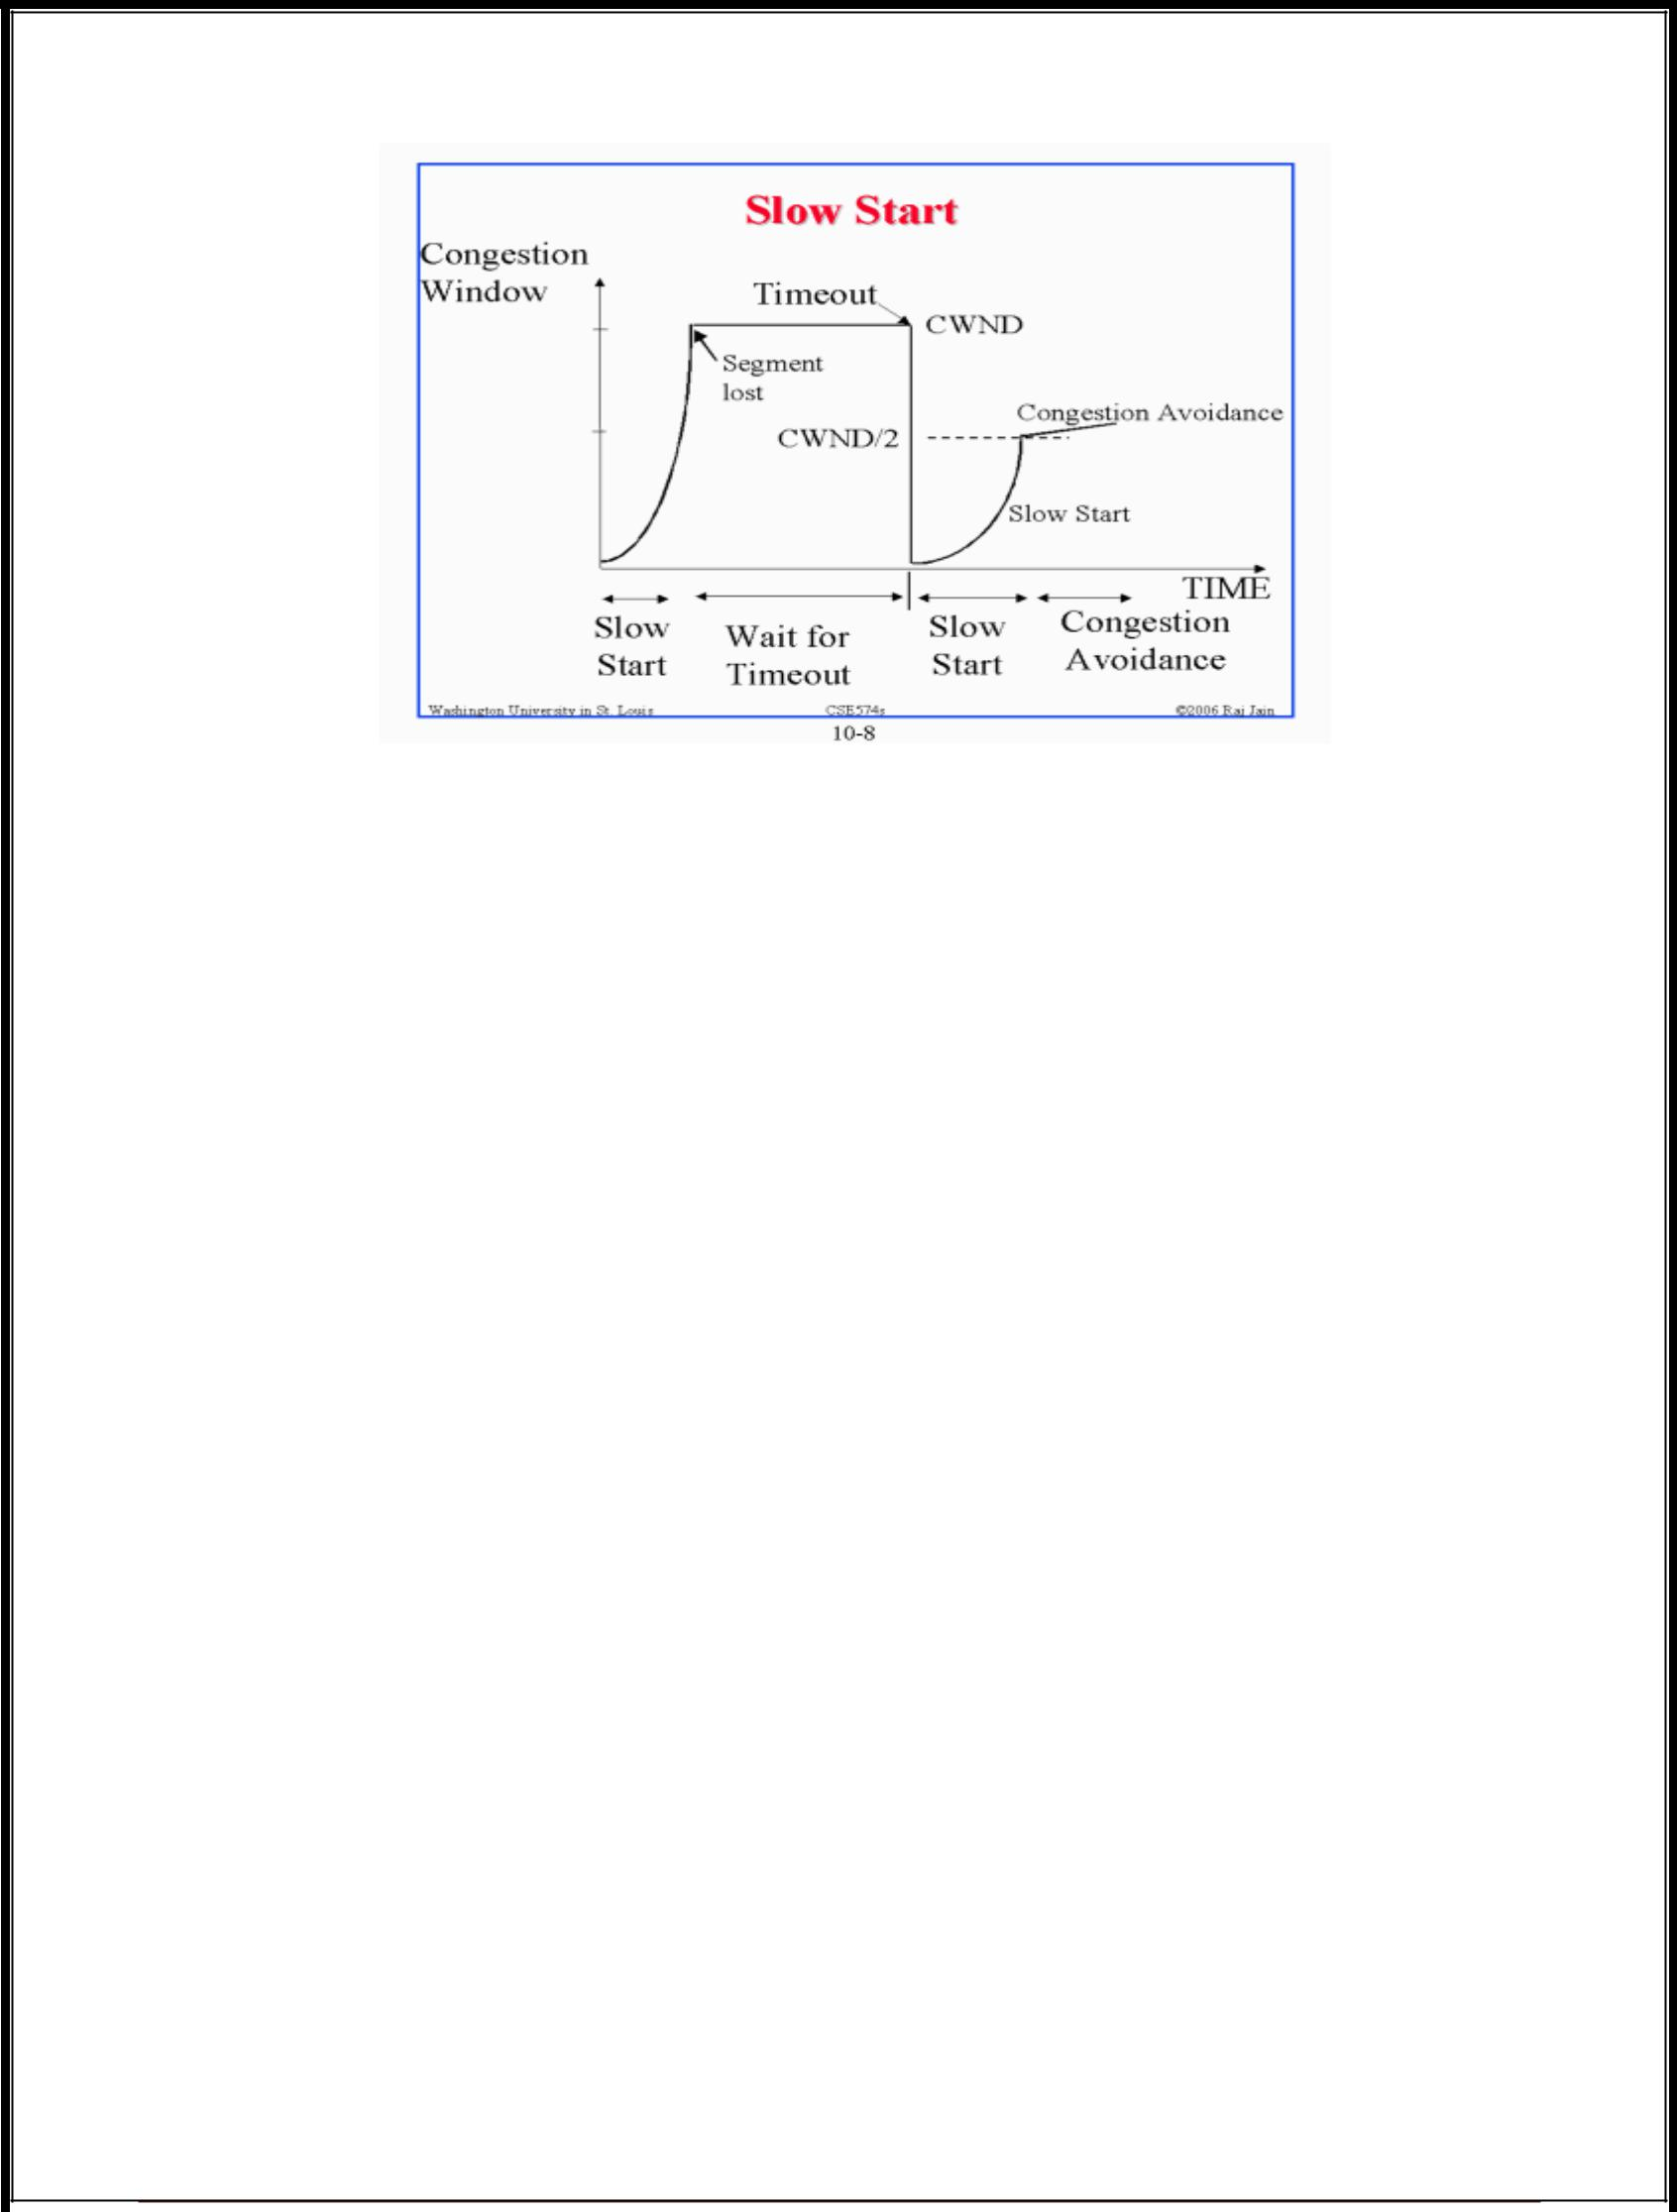 Slow Start
Congestion
Window
Timeout
CWND
Segment
lost
Congestion Avoidance
CWND/2
Slow Start
TIME
Slow
Start
Wait for
Timeout
Slow
Start
Congestion
Avoidance
Washington University in St. Louis
CSE574s
©2006 Raj Jain
10-8